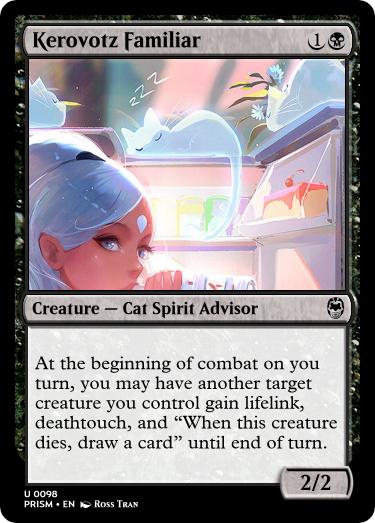 Kerovotz Familiar 1
zzz
Creature — Cat Spirit Advisor
At the beginning of combat on you
turn, you may have another target
creature you control gain lifelink,
deathtouch, and “When this creature
dies, draw a card” until end of turn.
2/2
U 0098
PRISM • EN Ross Tran